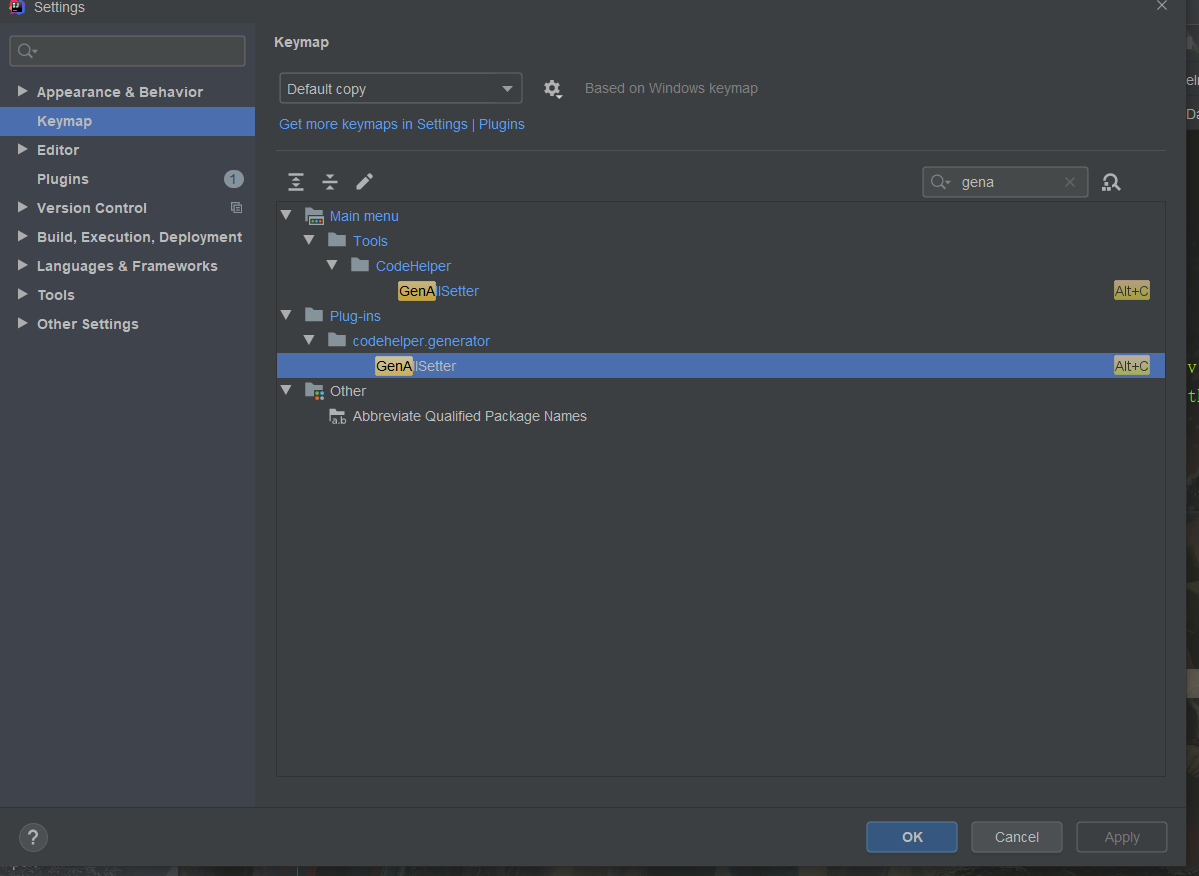 Settings
Keymap
Default copy
Based on Windows keymap
Get more keymaps in Settings | Plugins
Appearance & Behavior
Keymap
Editor
Plugins 1
Version Control
Build, Execution, Deployment
Languages & Frameworks
Tools
Other Settings
gena
Main menu
Tools
CodeHelper
GenAllSetter Alt+C
Plug-ins
codehelper.generator
GenAllSetter Alt+C
Other
a.b Abbreviate Qualified Package Names
?
OK
Cancel
Apply